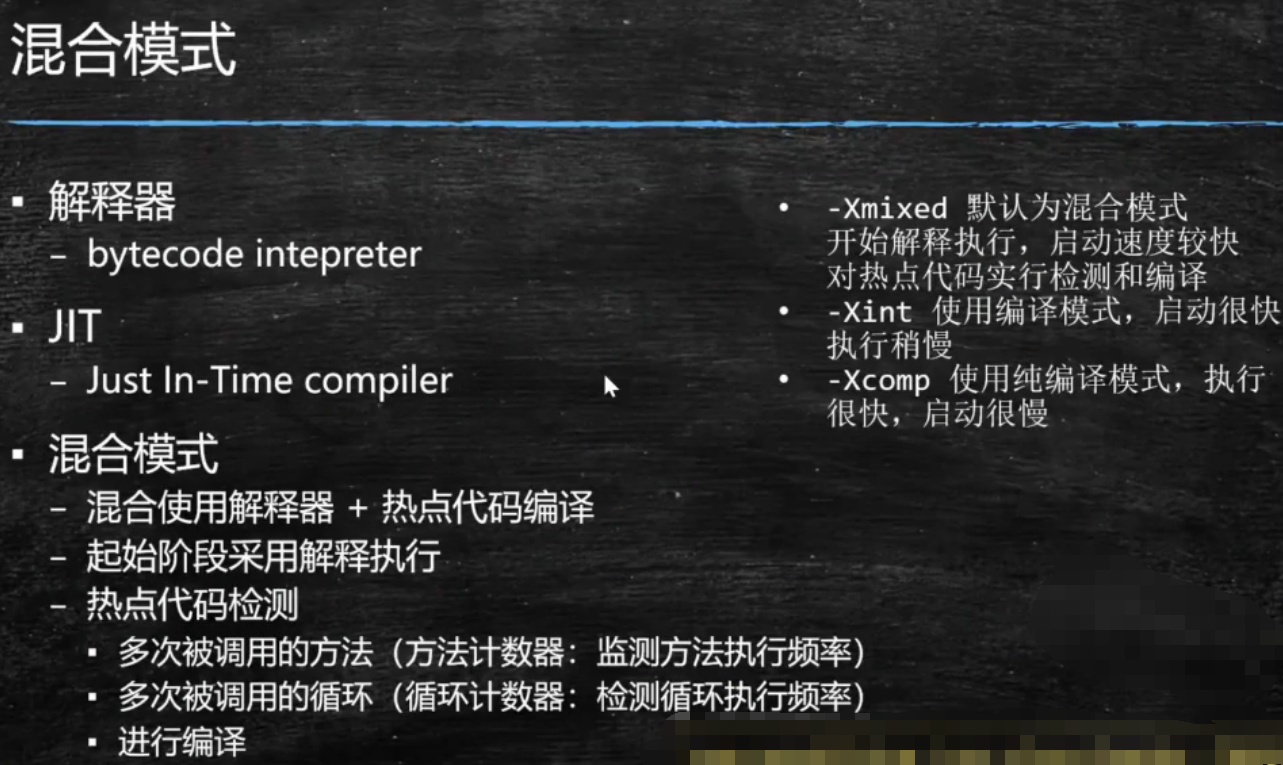 混合模式
▪ 解释器
– bytecode intepreter
▪ JIT
– Just In-Time compiler
▪ 混合模式
– 混合使用解释器 + 热点代码编译
– 起始阶段采用解释执行
– 热点代码检测
▪ 多次被调用的方法（方法计数器：监测方法执行频率）
▪ 多次被调用的循环（循环计数器：检测循环执行频率）
▪ 进行编译
• -Xmixed 默认为混合模式
开始解释执行，启动速度较快
对热点代码实行检测和编译
• -Xint 使用编译模式，启动很快
执行稍慢
• -Xcomp 使用纯编译模式，执行
很快，启动很慢